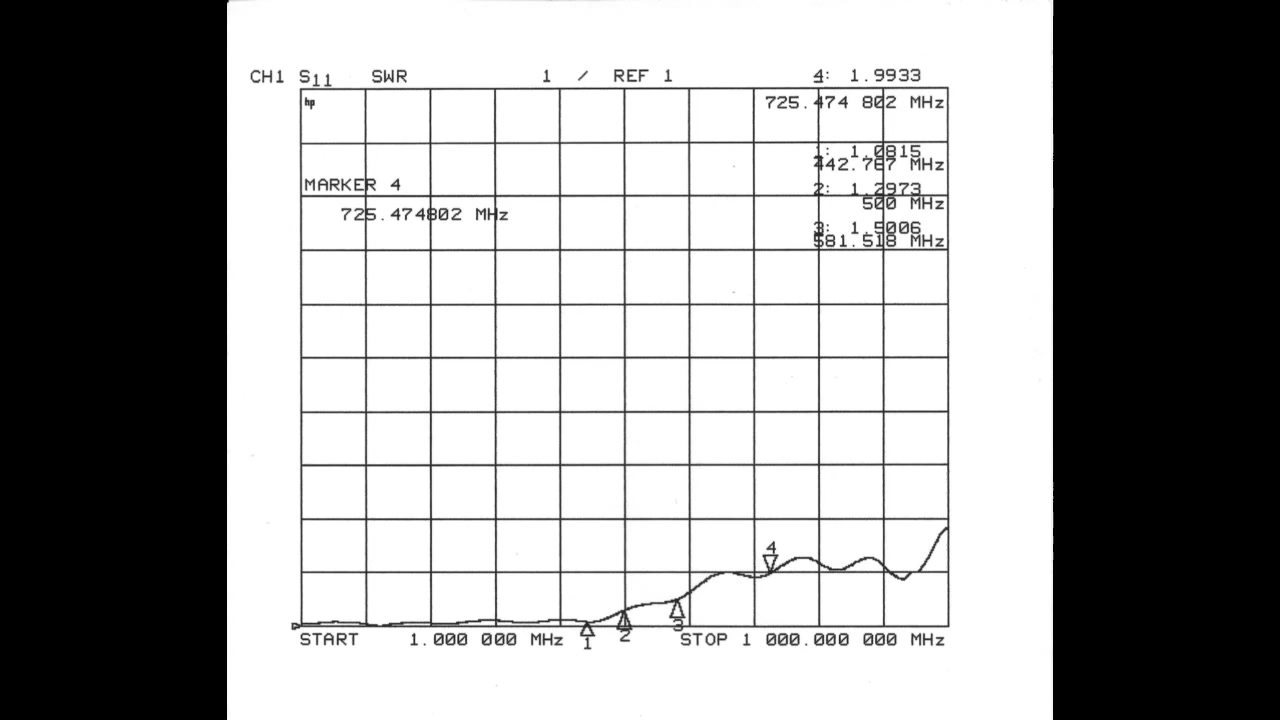 CH1 S11 SWR 1 / REF 1 4: 1.9933
hp
725.474 802 MHz
1: 1.0815
442.787 MHz
MARKER 4
2: 1.2973
500 MHz
725.474802 MHz
3: 1.5006
581.518 MHz
4
1
2
3
START 1.000 000 MHz STOP 1 000.000 000 MHz